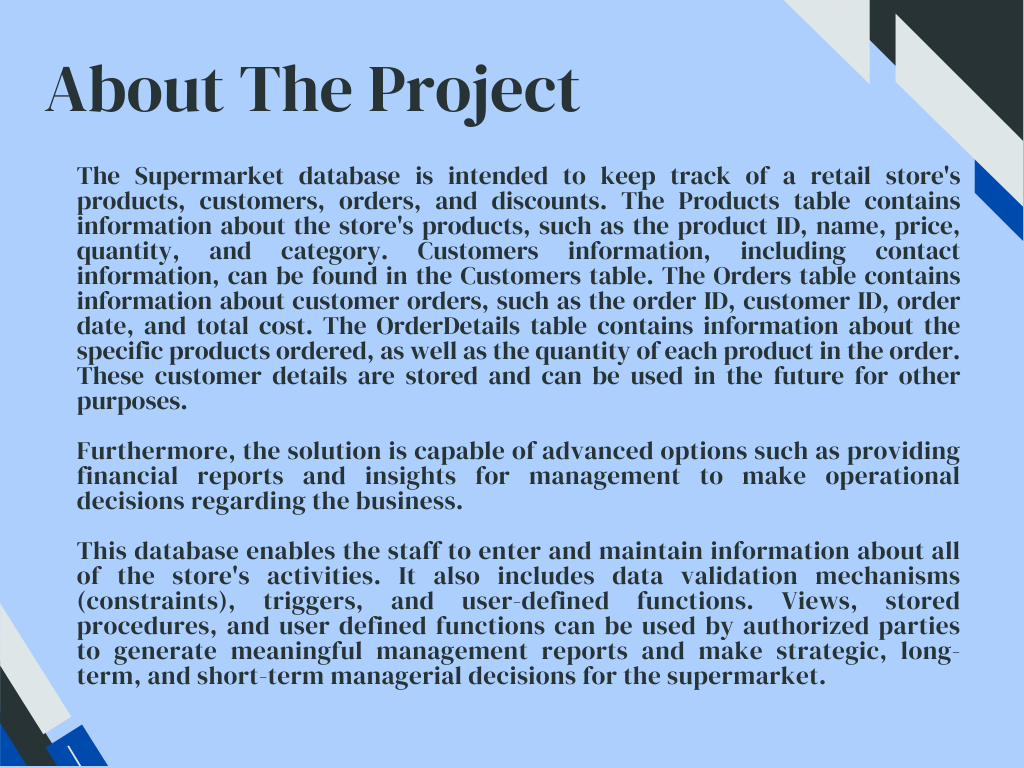 About The Project
The Supermarket database is intended to keep track of a retail store's
products, customers, orders, and discounts. The Products table contains
information about the store's products, such as the product ID, name, price,
quantity, and category. Customers information, including contact
information, can be found in the Customers table. The Orders table contains
information about customer orders, such as the order ID, customer ID, order
date, and total cost. The OrderDetails table contains information about the
specific products ordered, as well as the quantity of each product in the order.
These customer details are stored and can be used in the future for other
purposes.
Furthermore, the solution is capable of advanced options such as providing
financial reports and insights for management to make operational
decisions regarding the business.
This database enables the staff to enter and maintain information about all
of the store's activities. It also includes data validation mechanisms
(constraints), triggers, and user-defined functions. Views, stored
procedures, and user defined functions can be used by authorized parties
to generate meaningful management reports and make strategic, long-
term, and short-term managerial decisions for the supermarket.